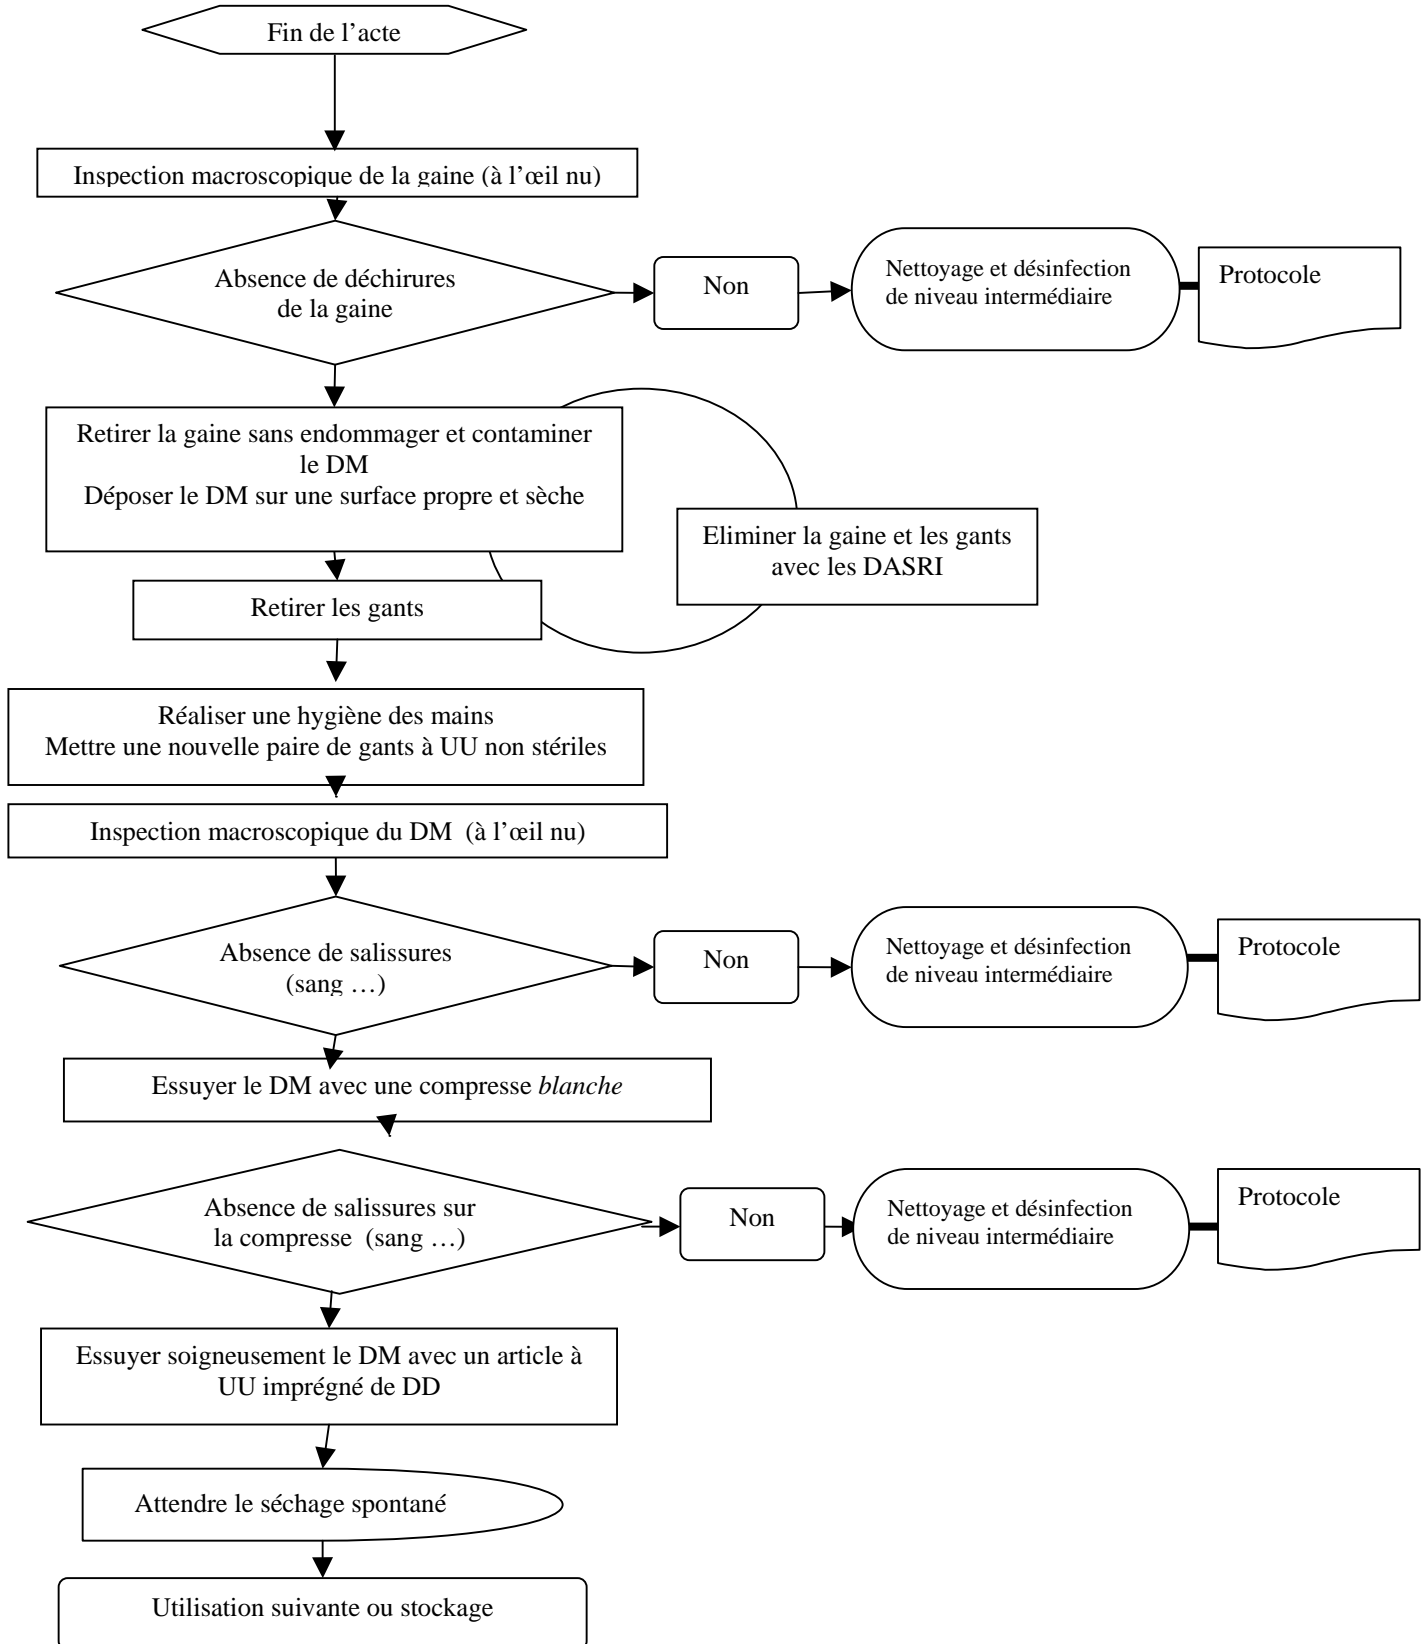 Fin de l’acte
Inspection macroscopique de la gaine (à l’œil nu)
Absence de déchirures
de la gaine
Non
Nettoyage et désinfection
de niveau intermédiaire
Protocole
Retirer la gaine sans endommager et contaminer
le DM
Déposer le DM sur une surface propre et sèche
Eliminer la gaine et les gants
avec les DASRI
Retirer les gants
Réaliser une hygiène des mains
Mettre une nouvelle paire de gants à UU non stériles
Inspection macroscopique du DM (à l’œil nu)
Absence de salissures
(sang …)
Non
Nettoyage et désinfection
de niveau intermédiaire
Protocole
Essuyer le DM avec une compresse blanche
Absence de salissures sur
la compresse (sang …)
Non
Nettoyage et désinfection
de niveau intermédiaire
Protocole
Essuyer soigneusement le DM avec un article à
UU imprégné de DD
Attendre le séchage spontané
Utilisation suivante ou stockage